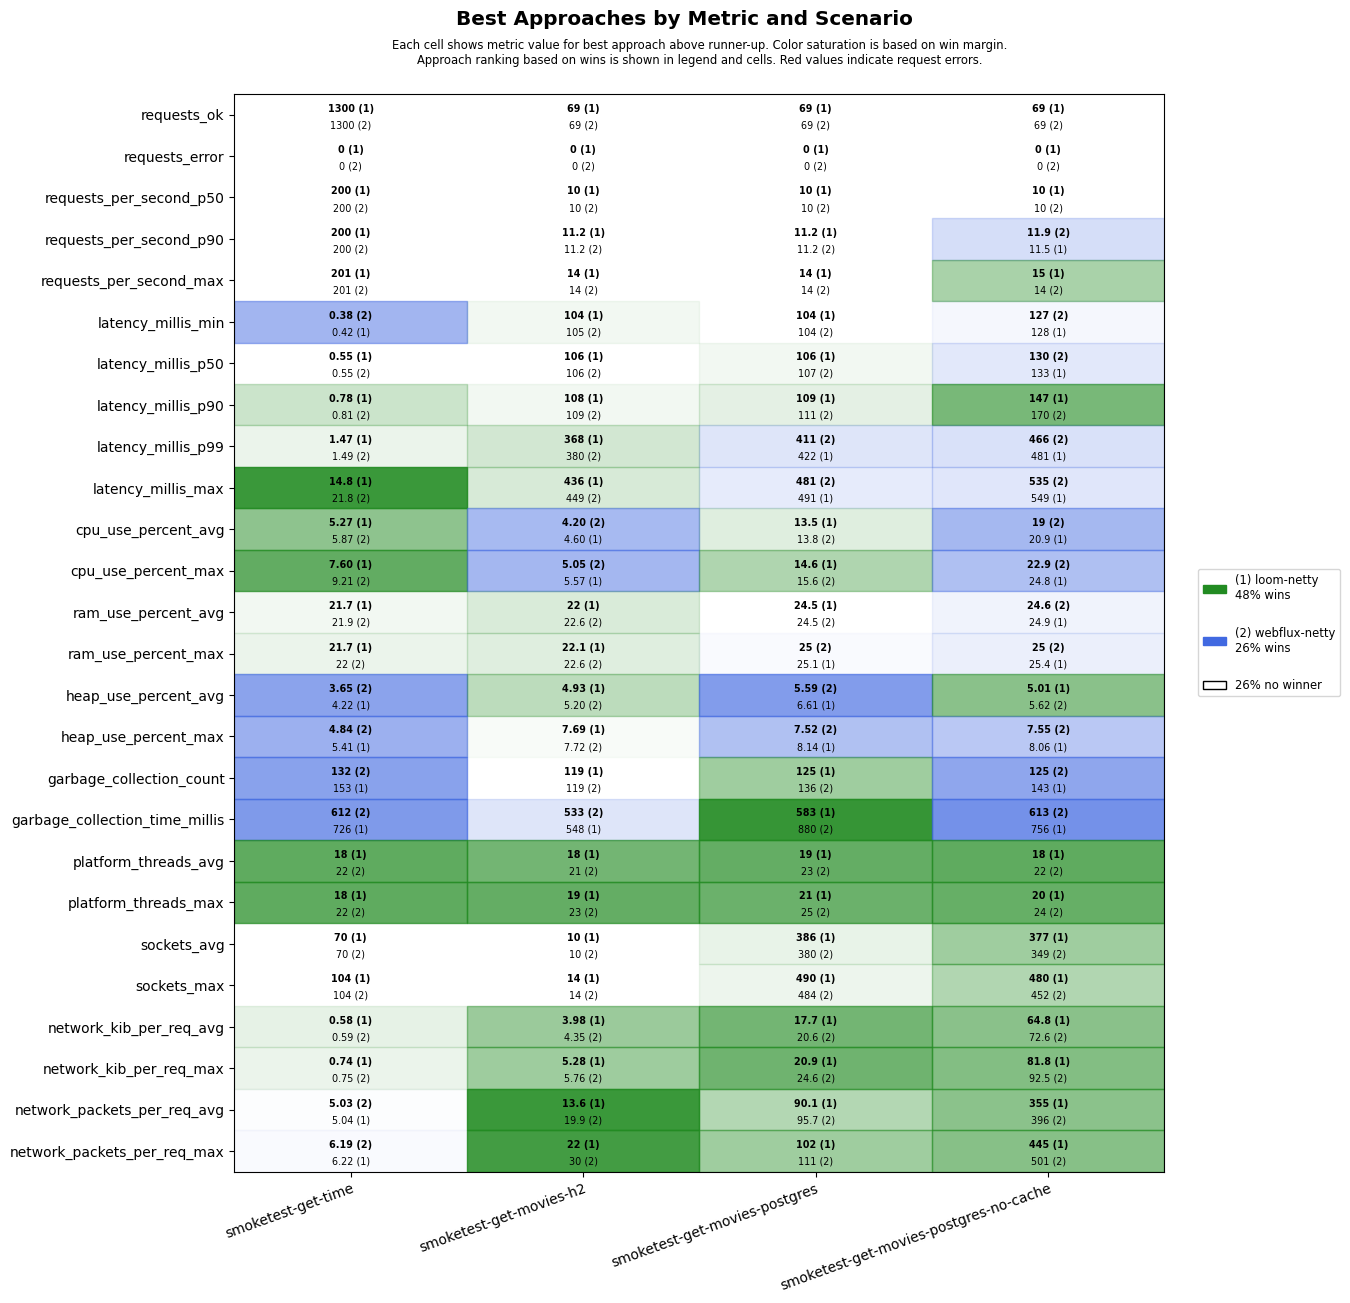 Best Approaches by Metric and Scenario
Each cell shows metric value for best approach above runner-up. Color saturation is based on win margin.
Approach ranking based on wins is shown in legend and cells. Red values indicate request errors.
requests_ok
1300 (1) 69 (1) 69 (1) 69 (1)
1300 (2) 69 (2) 69 (2) 69 (2)
requests_error
0 (1) 0 (1) 0 (1) 0 (1)
0 (2) 0 (2) 0 (2) 0 (2)
requests_per_second_p50
200 (1) 10 (1) 10 (1) 10 (1)
200 (2) 10 (2) 10 (2) 10 (2)
requests_per_second_p90
200 (1) 11.2 (1) 11.2 (1) 11.9 (2)
200 (2) 11.2 (2) 11.2 (2) 11.5 (1)
requests_per_second_max
201 (1) 14 (1) 14 (1) 15 (1)
201 (2) 14 (2) 14 (2) 14 (2)
latency_millis_min
0.38 (2) 104 (1) 104 (1) 127 (2)
0.42 (1) 105 (2) 104 (2) 128 (1)
latency_millis_p50
0.55 (1) 106 (1) 106 (1) 130 (2)
0.55 (2) 106 (2) 107 (2) 133 (1)
latency_millis_p90
0.78 (1) 108 (1) 109 (1) 147 (1)
0.81 (2) 109 (2) 111 (2) 170 (2)
latency_millis_p99
1.47 (1) 368 (1) 411 (2) 466 (2)
1.49 (2) 380 (2) 422 (1) 481 (1)
latency_millis_max
14.8 (1) 436 (1) 481 (2) 535 (2)
21.8 (2) 449 (2) 491 (1) 549 (1)
cpu_use_percent_avg
5.27 (1) 4.20 (2) 13.5 (1) 19 (2)
5.87 (2) 4.60 (1) 13.8 (2) 20.9 (1)
cpu_use_percent_max
7.60 (1) 5.05 (2) 14.6 (1) 22.9 (2)
9.21 (2) 5.57 (1) 15.6 (2) 24.8 (1)
ram_use_percent_avg
21.7 (1) 22 (1) 24.5 (1) 24.6 (2)
21.9 (2) 22.6 (2) 24.5 (2) 24.9 (1)
ram_use_percent_max
21.7 (1) 22.1 (1) 25 (2) 25 (2)
22 (2) 22.6 (2) 25.1 (1) 25.4 (1)
heap_use_percent_avg
3.65 (2) 4.93 (1) 5.59 (2) 5.01 (1)
4.22 (1) 5.20 (2) 6.61 (1) 5.62 (2)
heap_use_percent_max
4.84 (2) 7.69 (1) 7.52 (2) 7.55 (2)
5.41 (1) 7.72 (2) 8.14 (1) 8.06 (1)
garbage_collection_count
132 (2) 119 (1) 125 (1) 125 (2)
153 (1) 119 (2) 136 (2) 143 (1)
garbage_collection_time_millis
612 (2) 533 (2) 583 (1) 613 (2)
726 (1) 548 (1) 880 (2) 756 (1)
platform_threads_avg
18 (1) 18 (1) 19 (1) 18 (1)
22 (2) 21 (2) 23 (2) 22 (2)
platform_threads_max
18 (1) 19 (1) 21 (1) 20 (1)
22 (2) 23 (2) 25 (2) 24 (2)
sockets_avg
70 (1) 10 (1) 386 (1) 377 (1)
70 (2) 10 (2) 380 (2) 349 (2)
sockets_max
104 (1) 14 (1) 490 (1) 480 (1)
104 (2) 14 (2) 484 (2) 452 (2)
network_kib_per_req_avg
0.58 (1) 3.98 (1) 17.7 (1) 64.8 (1)
0.59 (2) 4.35 (2) 20.6 (2) 72.6 (2)
network_kib_per_req_max
0.74 (1) 5.28 (1) 20.9 (1) 81.8 (1)
0.75 (2) 5.76 (2) 24.6 (2) 92.5 (2)
network_packets_per_req_avg
5.03 (2) 13.6 (1) 90.1 (1) 355 (1)
5.04 (1) 19.9 (2) 95.7 (2) 396 (2)
network_packets_per_req_max
6.19 (2) 22 (1) 102 (1) 445 (1)
6.22 (1) 30 (2) 111 (2) 501 (2)
smoketest-get-time
smoketest-get-movies-h2
smoketest-get-movies-postgres
smoketest-get-movies-postgres-no-cache
(1) loom-netty
48% wins
(2) webflux-netty
26% wins
26% no winner